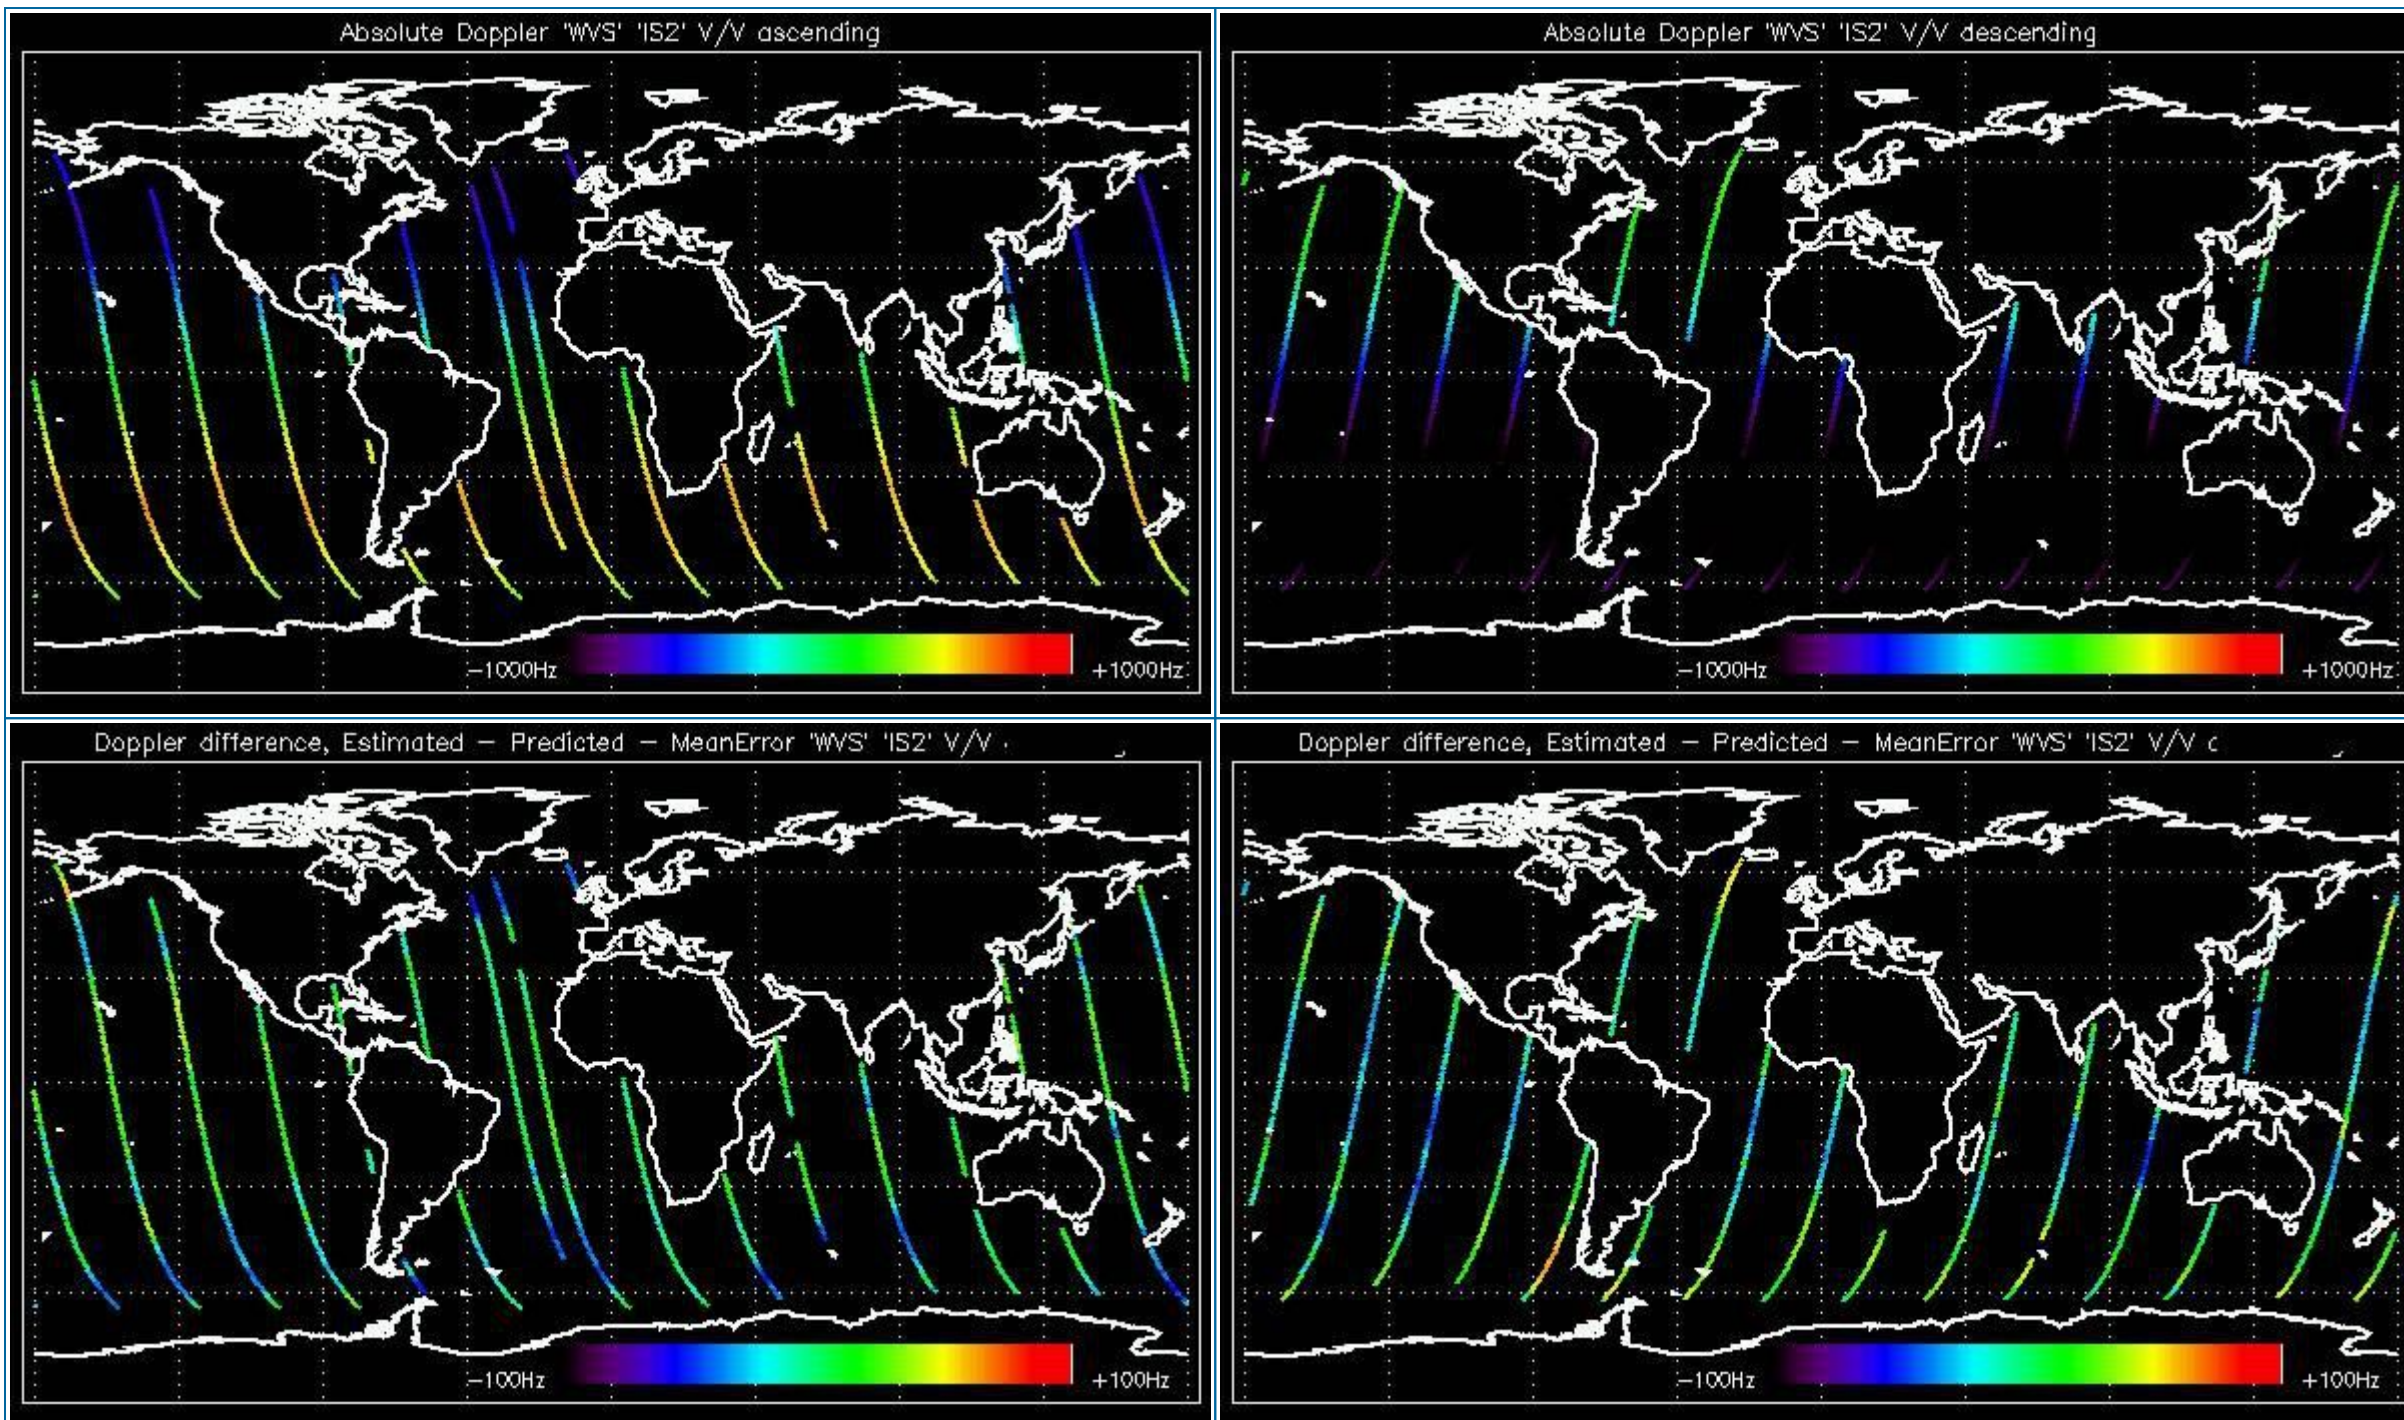 Absolute Doppler 'WVS' 'IS2' V/V ascending
-1000Hz +1000Hz
Absolute Doppler 'WVS' 'IS2' V/V descending
-1000Hz +1000Hz
Doppler difference, Estimated - Predicted - MeanError 'WVS' 'IS2' V/V
-100Hz +100Hz
Doppler difference, Estimated - Predicted - MeanError 'WVS' 'IS2' V/V
-100Hz +100Hz